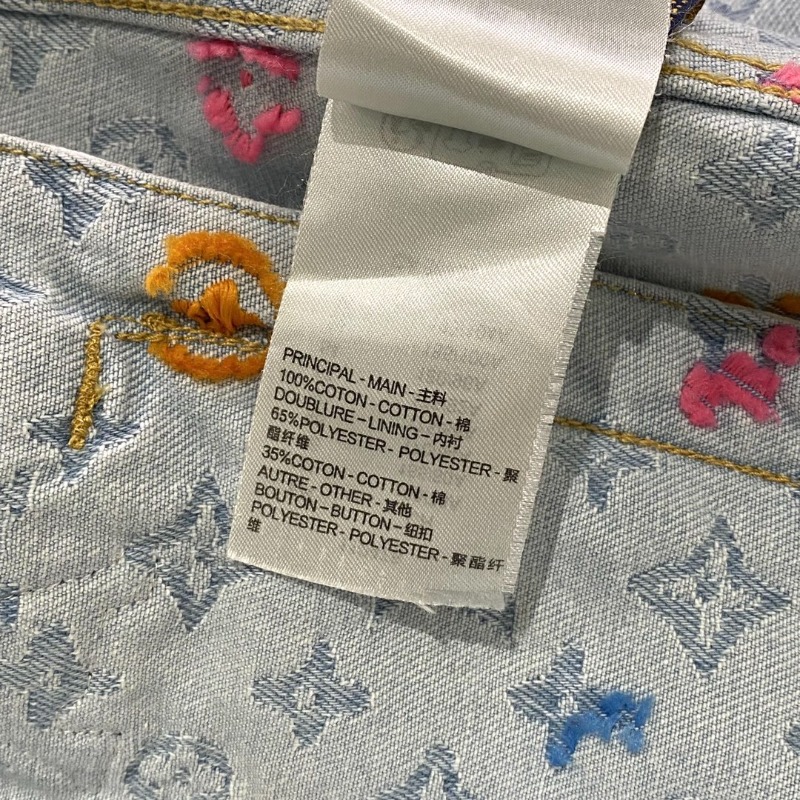 PRINCIPAL - MAIN - 主料
100%COTON - COTTON - 棉
DOUBLURE – LINING - 内衬
65%POLYESTER - POLYESTER - 聚
酯纤维
35%COTON - COTTON - 棉
AUTRE - OTHER - 其他
BOUTON – BUTTON - 纽扣
POLYESTER - POLYESTER - 聚酯纤
维